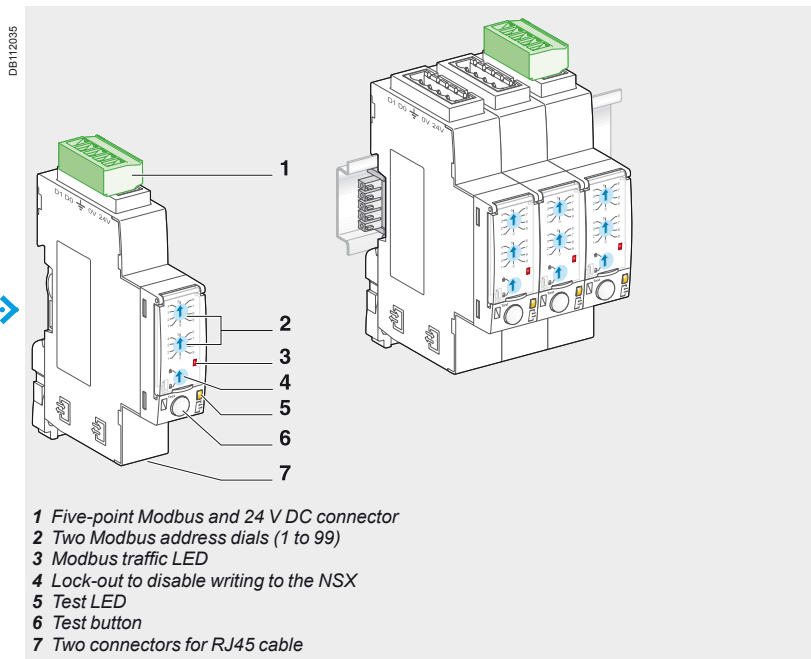 DB112035
D1 D0 0V 24V
D1 D0 0V 24V
1
2
3
4
5
6
7
1 Five-point Modbus and 24 V DC connector
2 Two Modbus address dials (1 to 99)
3 Modbus traffic LED
4 Lock-out to disable writing to the NSX
5 Test LED
6 Test button
7 Two connectors for RJ45 cable